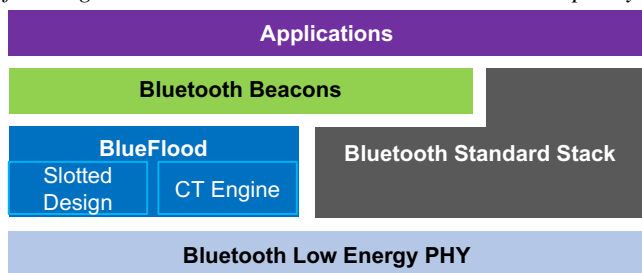 Applications
Bluetooth Beacons
BlueFlood
Bluetooth Standard Stack
Slotted
Design
CT Engine
Bluetooth Low Energy PHY